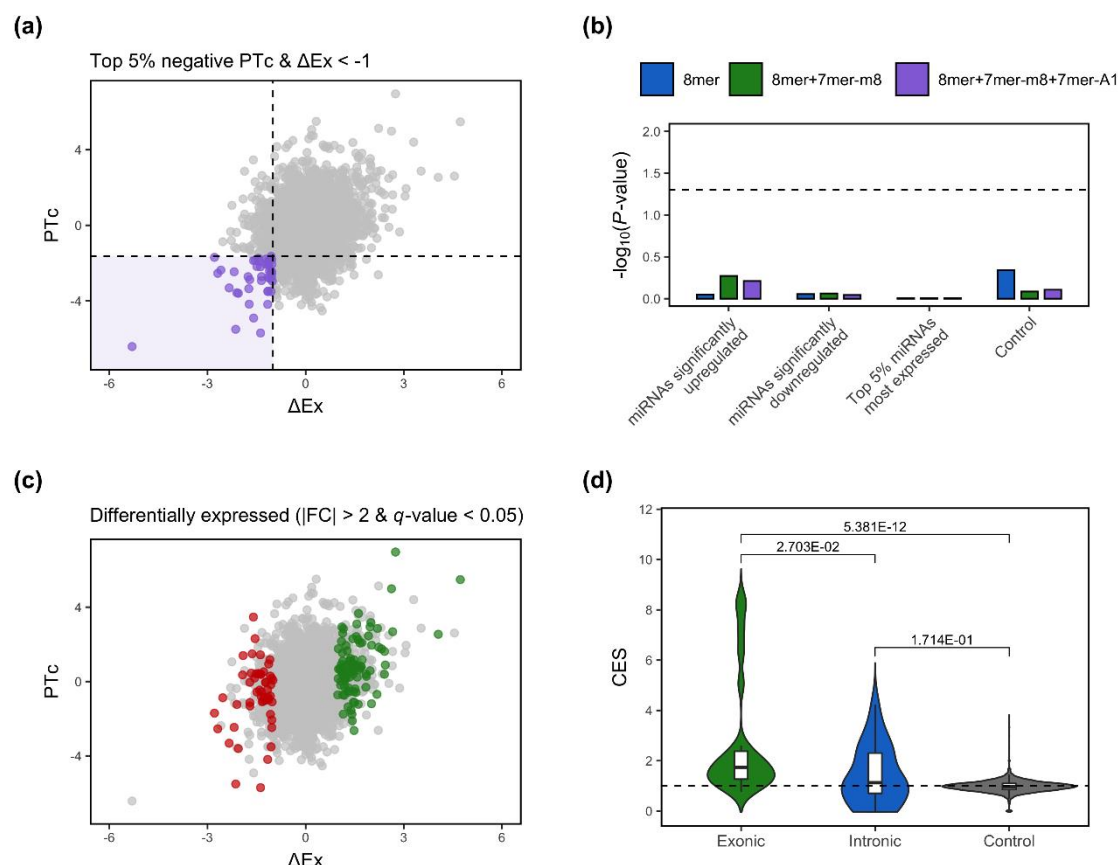 (a)
Top 5% negative PTc & ΔEx < -1
PTc
4
0
-4
-6
-3
0
3
6
ΔEx
(b)
8mer
8mer+7mer-m8
8mer+7mer-m8+7mer-A1
-log10(P-value)
2.0
1.5
1.0
0.5
0.0
miRNAs significantly
upregulated
miRNAs significantly
downregulated
Top 5% miRNAs
most expressed
Control
(c)
Differentially expressed (|FC| > 2 & q-value < 0.05)
PTc
4
0
-4
-6
-3
0
3
6
ΔEx
(d)
CES
12
10
8
6
4
2
0
5.381E-12
2.703E-02
1.714E-01
Exonic
Intronic
Control